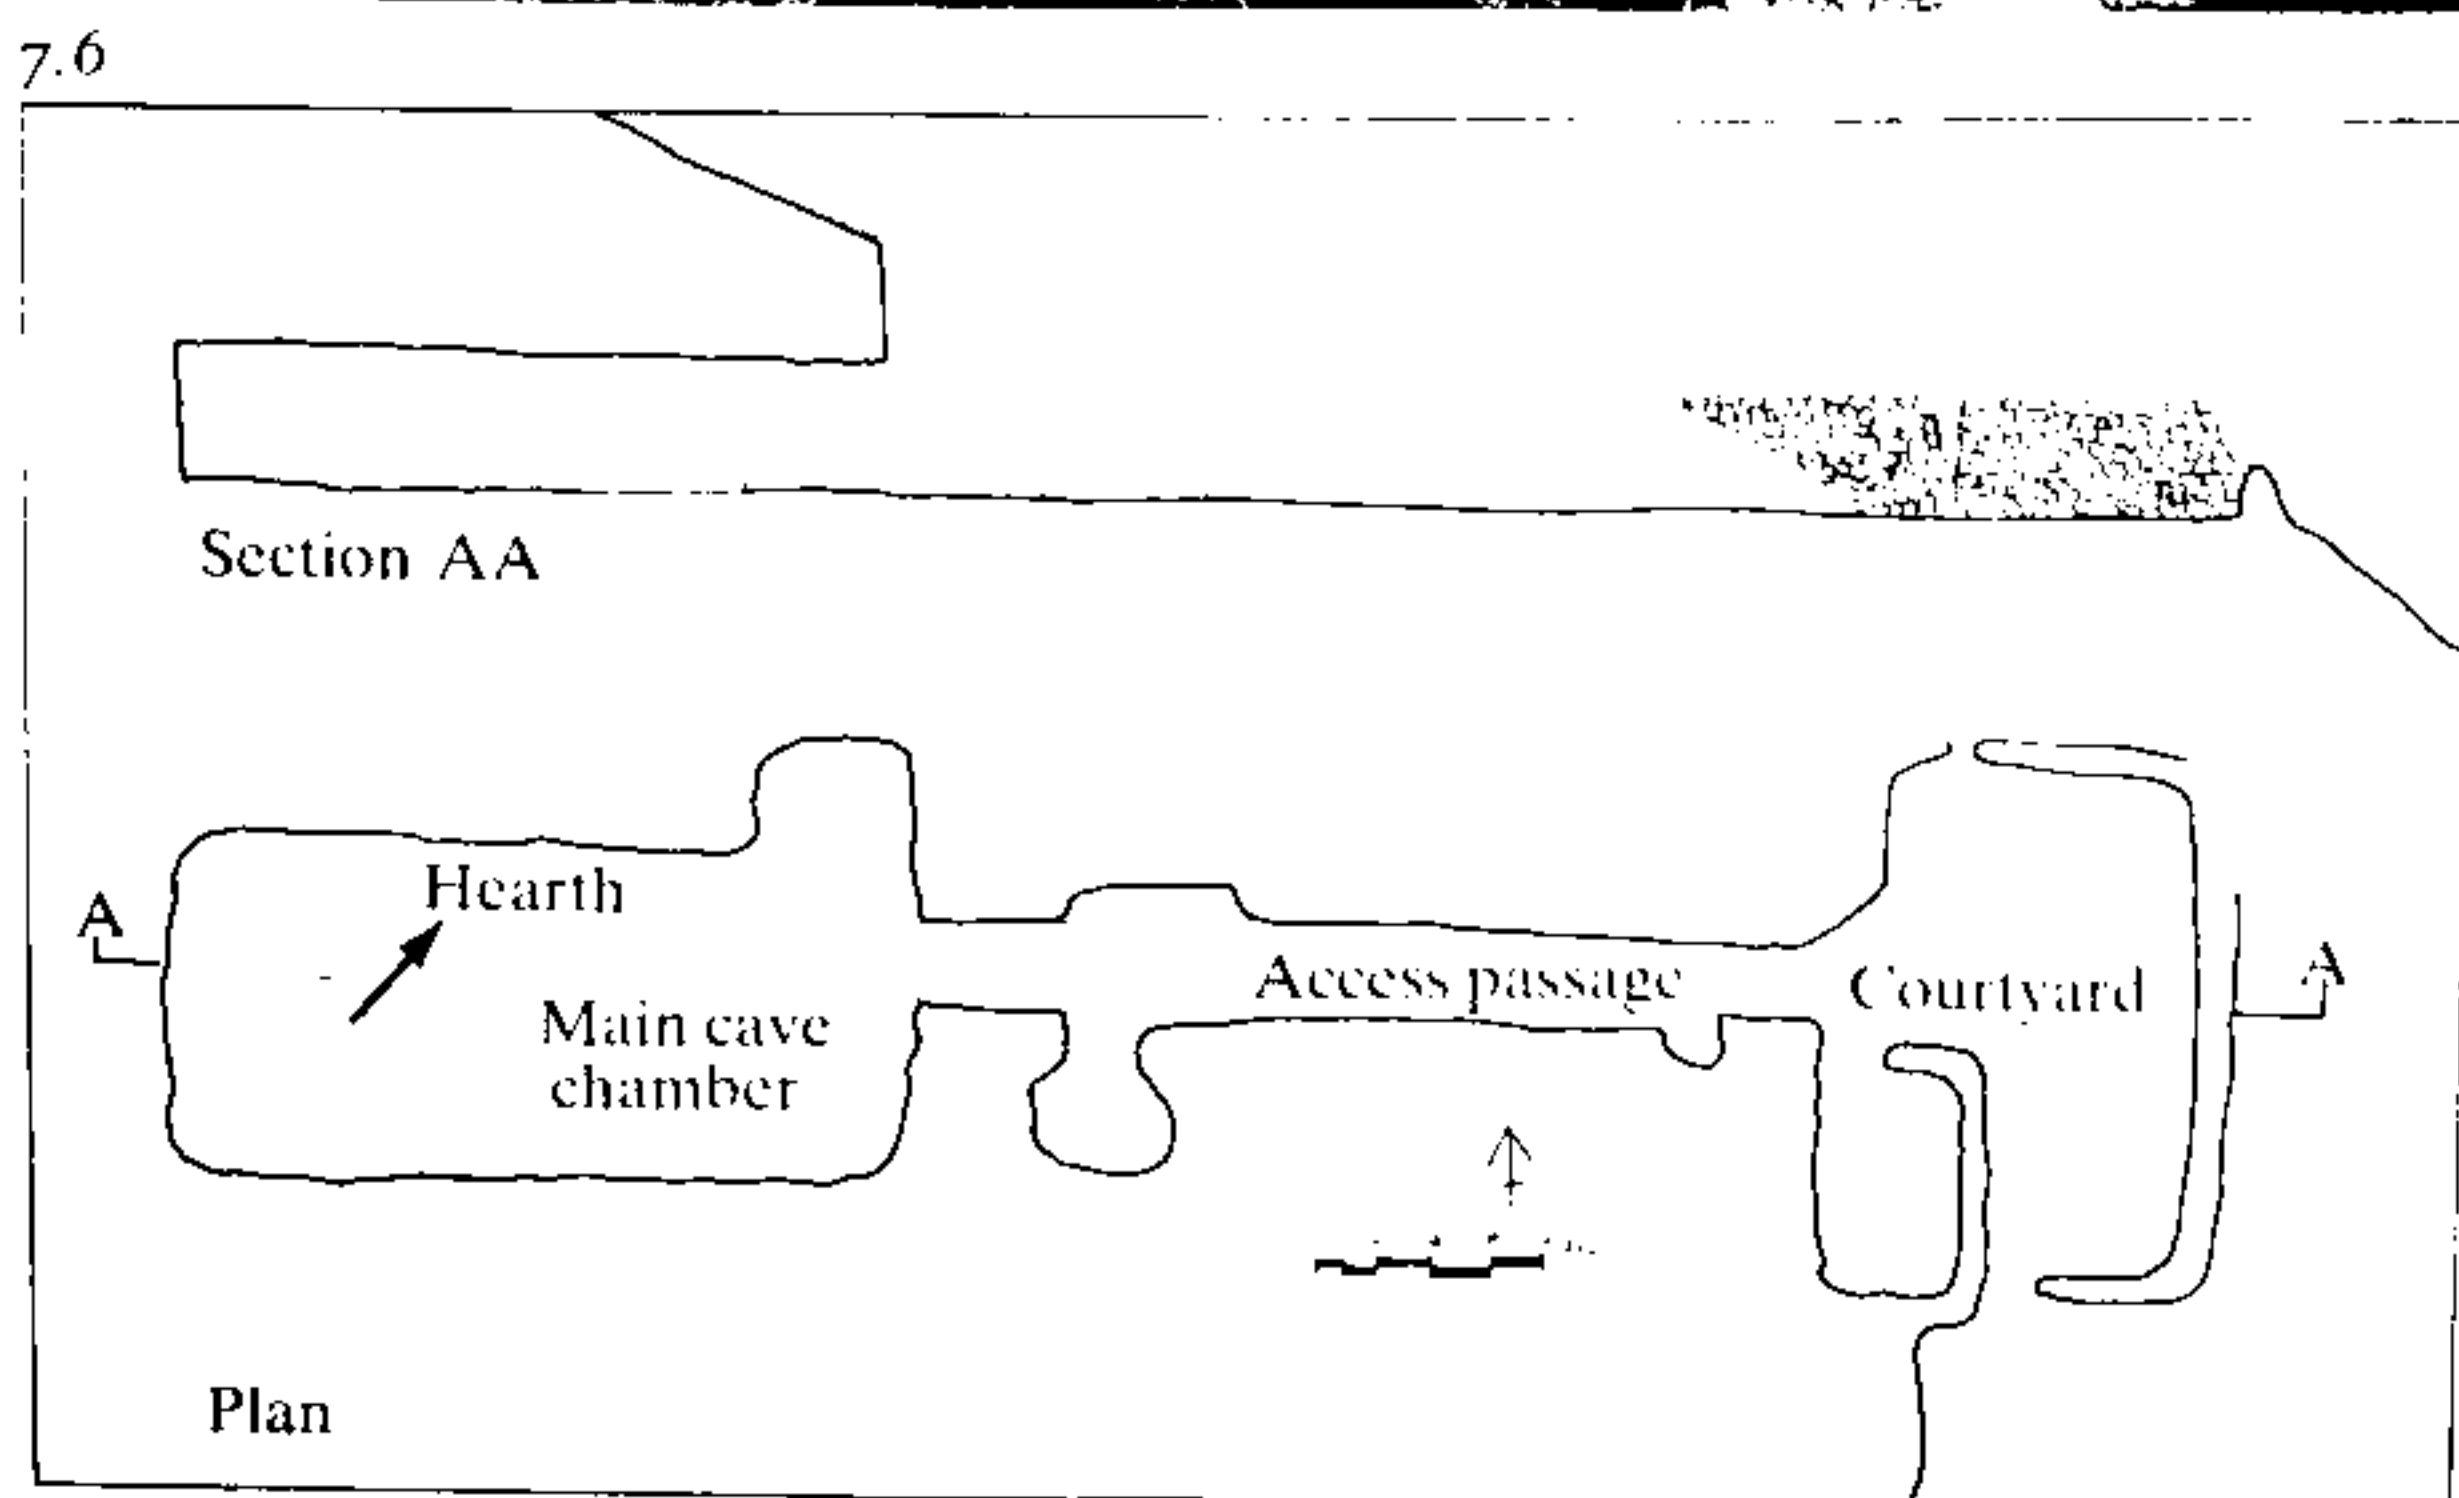 7.6
Section AA
Hearth
A
Access passage
Courtyard
A
Main cave
chamber
Plan